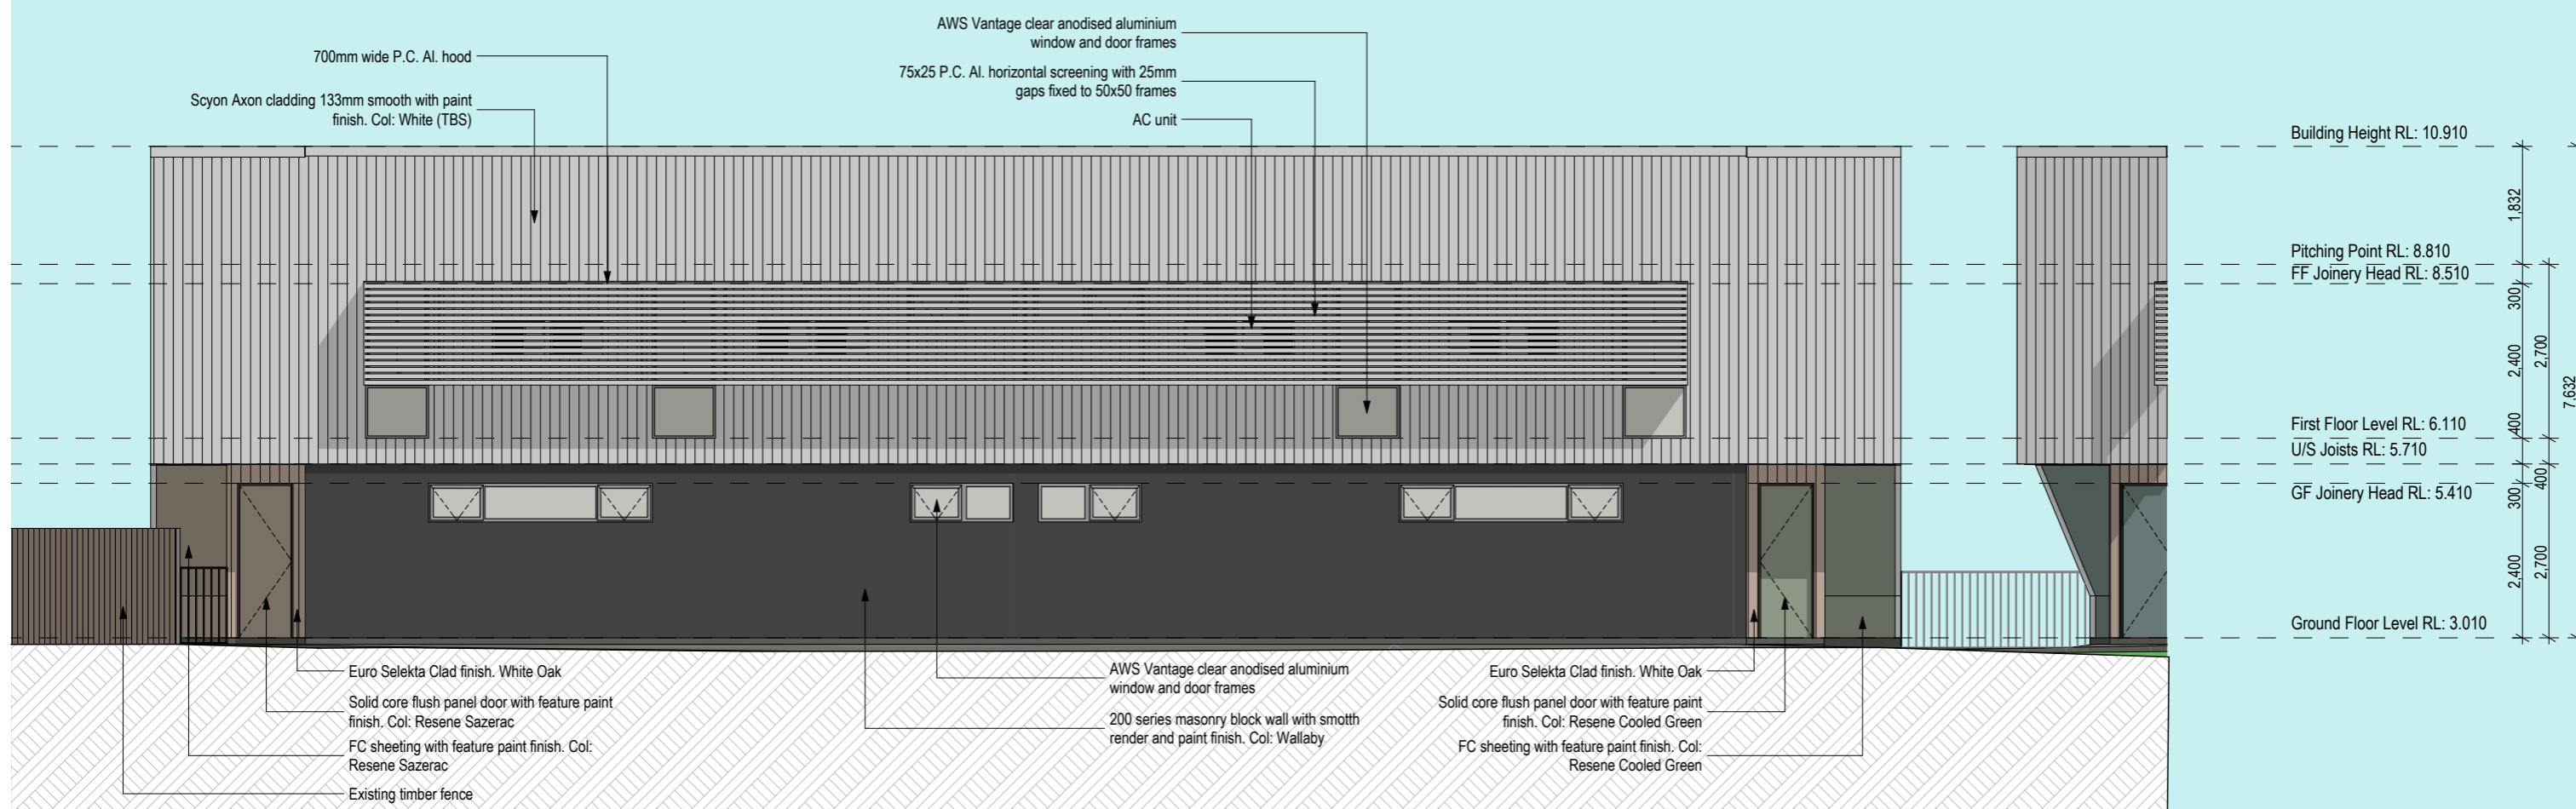 AWS Vantage clear anodised aluminium
window and door frames
700mm wide P.C. Al. hood
75x25 P.C. Al. horizontal screening with 25mm
gaps fixed to 50x50 frames
Scyon Axon cladding 133mm smooth with paint
finish. Col: White (TBS)
AC unit
Building Height RL: 10.910
1,832
Pitching Point RL: 8.810
FF Joinery Head RL: 8.510
300
2,400
2,700
7,632
First Floor Level RL: 6.110
400
U/S Joists RL: 5.710
400
GF Joinery Head RL: 5.410
300
2,400
2,700
Ground Floor Level RL: 3.010
Euro Selekta Clad finish. White Oak
Solid core flush panel door with feature paint
finish. Col: Resene Sazerac
FC sheeting with feature paint finish. Col:
Resene Sazerac
Existing timber fence
AWS Vantage clear anodised aluminium
window and door frames
200 series masonry block wall with smotth
render and paint finish. Col: Wallaby
Euro Selekta Clad finish. White Oak
Solid core flush panel door with feature paint
finish. Col: Resene Cooled Green
FC sheeting with feature paint finish. Col:
Resene Cooled Green